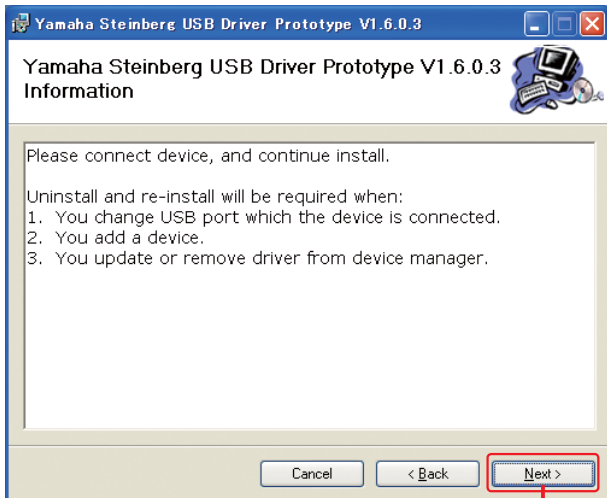 Yamaha Steinberg USB Driver Prototype V1.6.0.3
Yamaha Steinberg USB Driver Prototype V1.6.0.3
Information
Please connect device, and continue install.
Uninstall and re-install will be required when:
1. You change USB port which the device is connected.
2. You add a device.
3. You update or remove driver from device manager.
Cancel
< Back
Next >